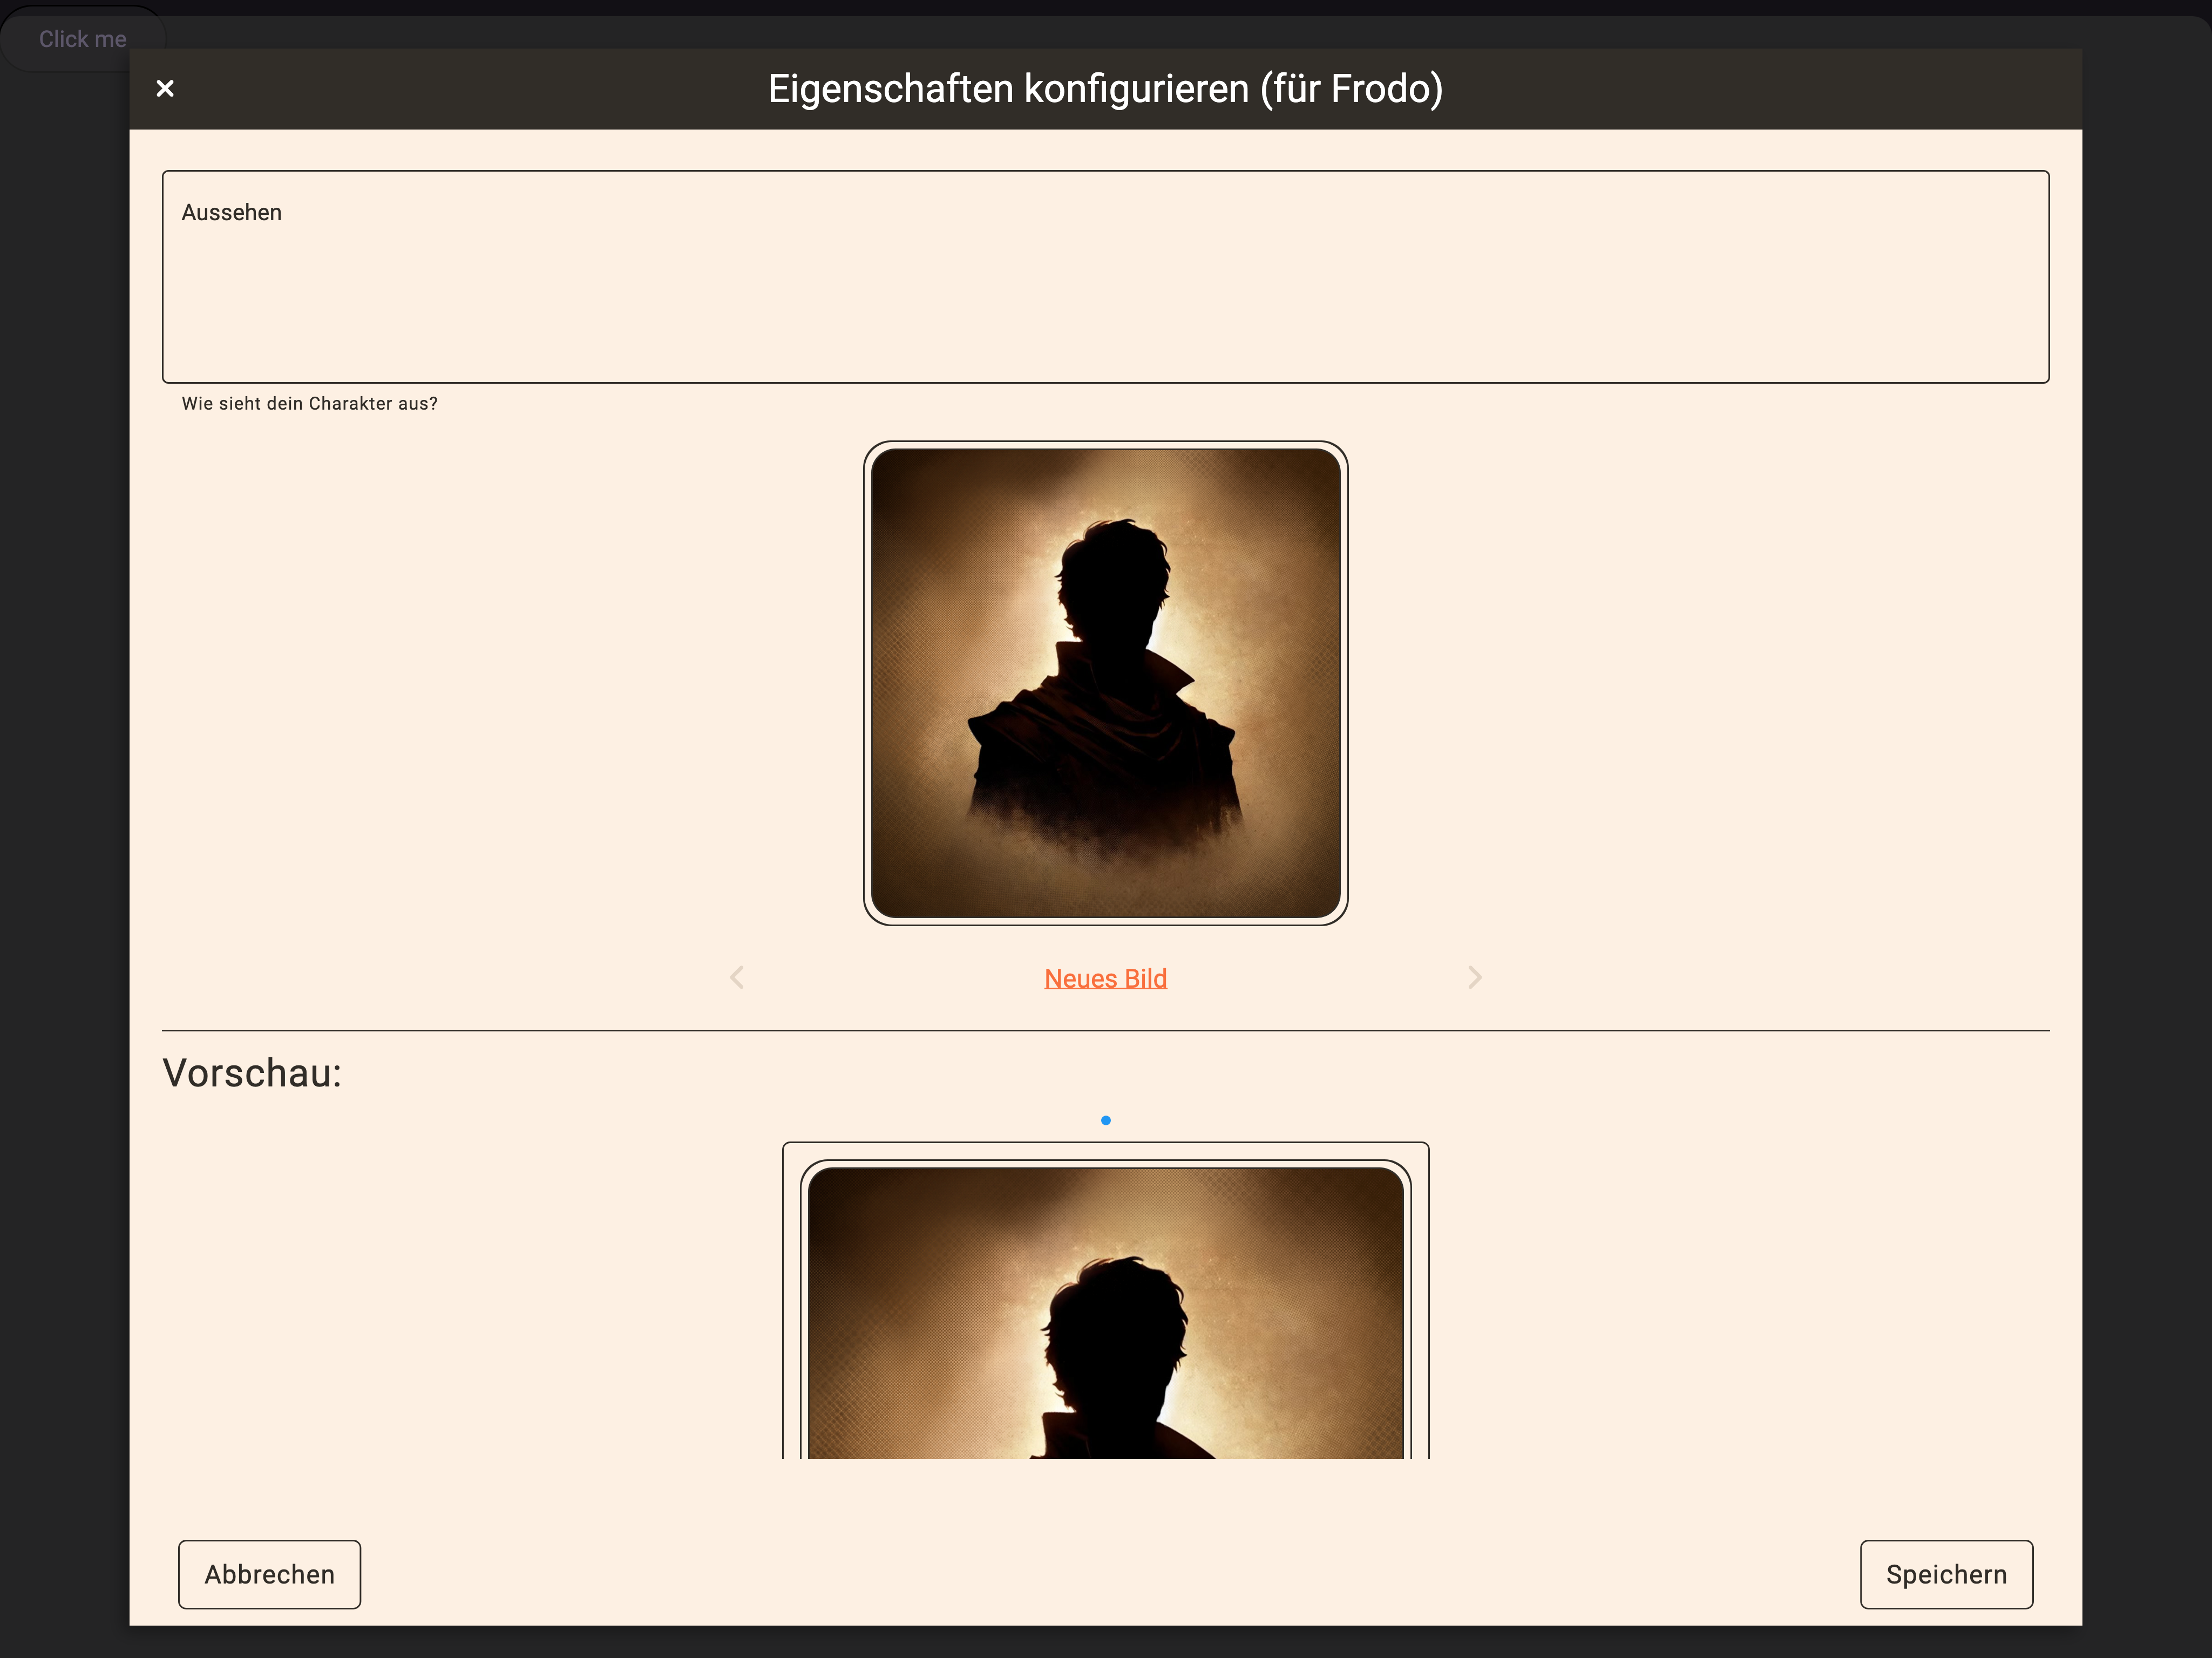 Click me
Eigenschaften konfigurieren (für Frodo)
Aussehen
Wie sieht dein Charakter aus?
Neues Bild
Vorschau:
Abbrechen
Speichern